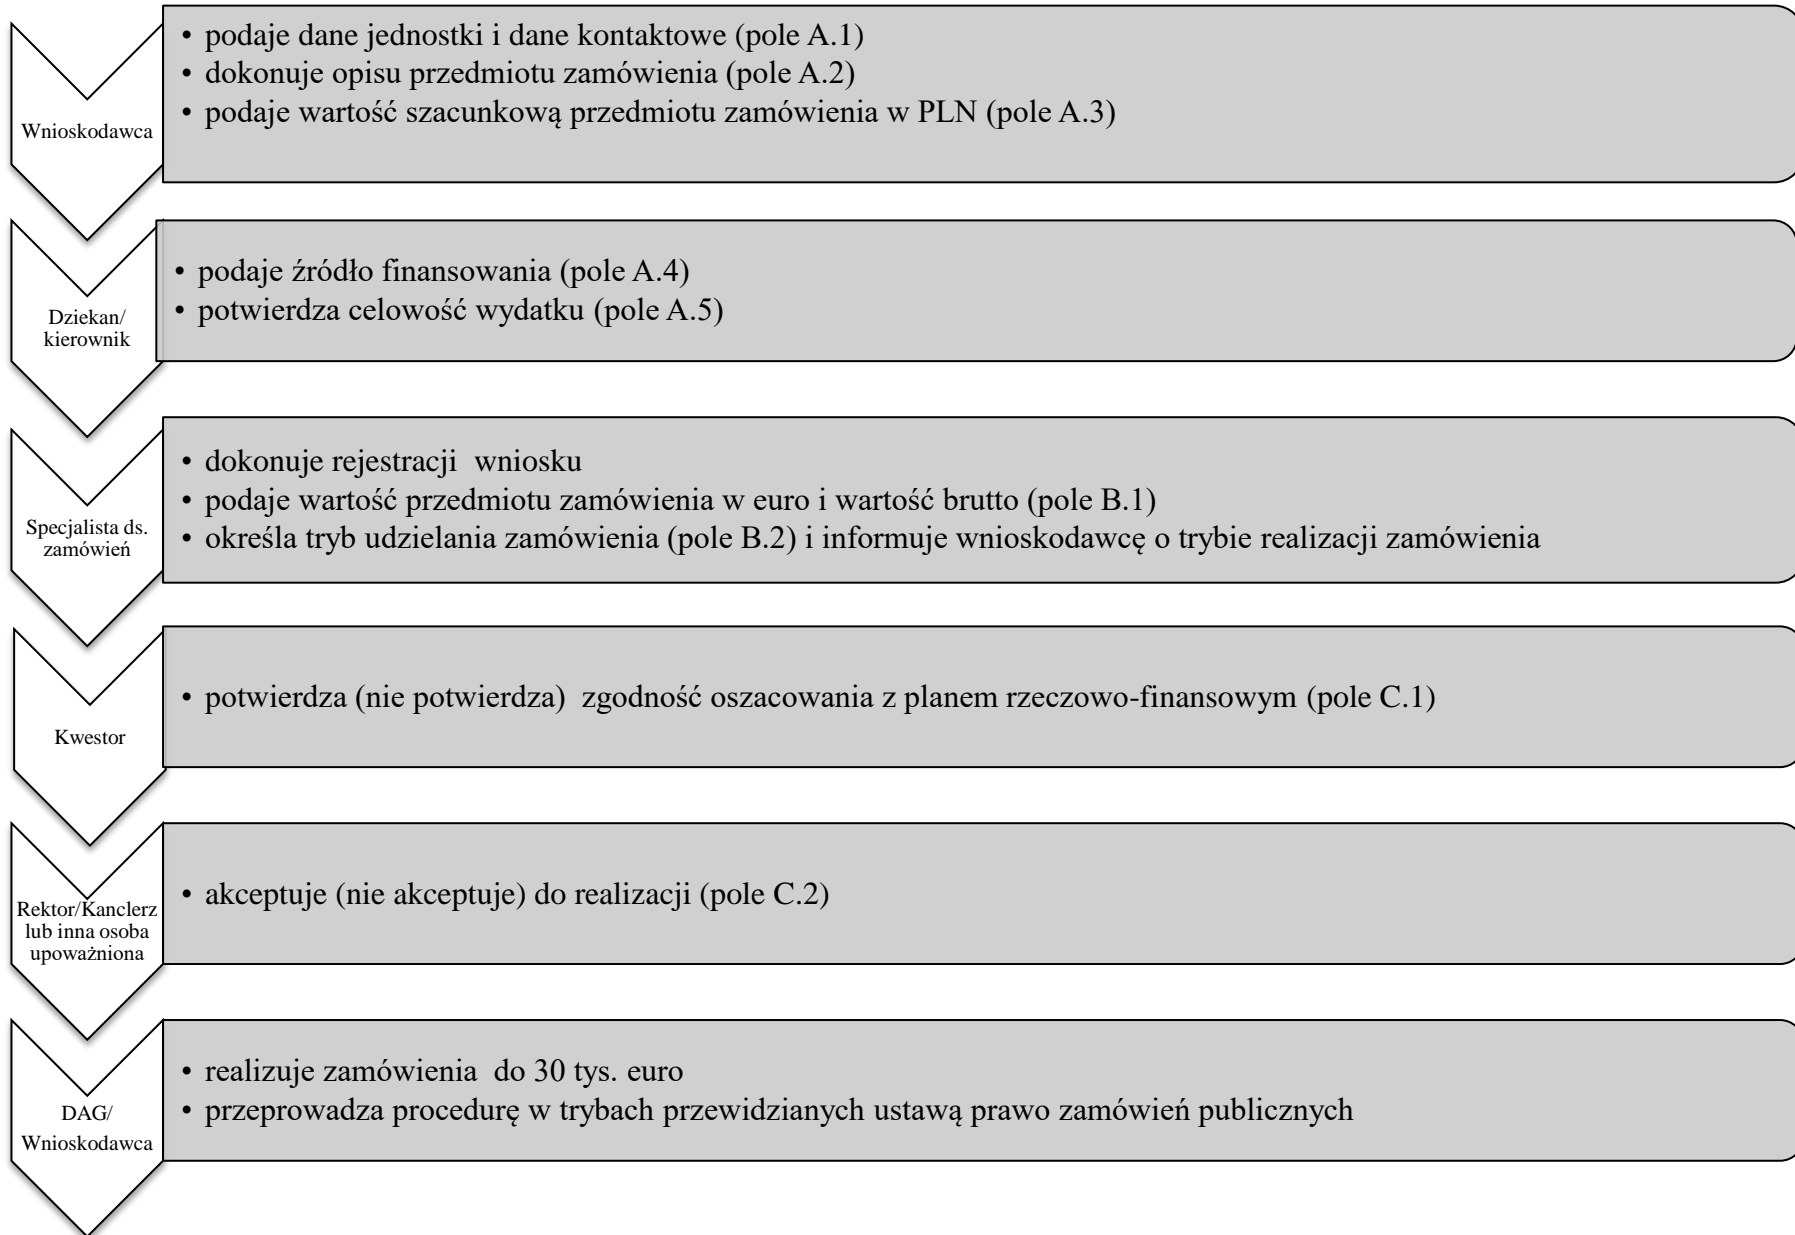 • podaje dane jednostki i dane kontaktowe (pole A.1)
• dokonuje opisu przedmiotu zamówienia (pole A.2)
• podaje wartość szacunkową przedmiotu zamówienia w PLN (pole A.3)
Wnioskodawca
• podaje źródło finansowania (pole A.4)
• potwierdza celowość wydatku (pole A.5)
Dziekan/
kierownik
• dokonuje rejestracji  wniosku
• podaje wartość przedmiotu zamówienia w euro i wartość brutto (pole B.1)
• określa tryb udzielania zamówienia (pole B.2) i informuje wnioskodawcę o trybie realizacji zamówienia
Specjalista ds.
zamówień
• potwierdza (nie potwierdza)  zgodność oszacowania z planem rzeczowo-finansowym (pole C.1)
Kwestor
• akceptuje (nie akceptuje) do realizacji (pole C.2)
Rektor/Kanclerz
lub inna osoba
upoważniona
• realizuje zamówienia  do 30 tys. euro
• przeprowadza procedurę w trybach przewidzianych ustawą prawo zamówień publicznych
DAG/
Wnioskodawca